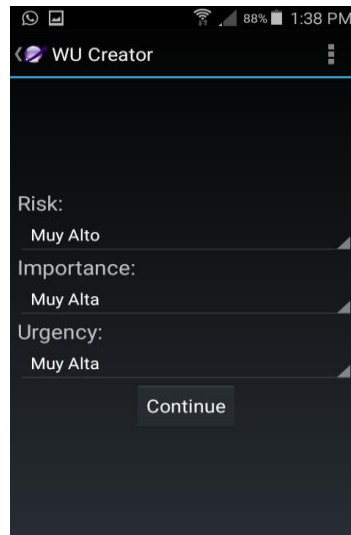 88% 1:38 PM
WU Creator
Risk:
Muy Alto
Importance:
Muy Alta
Urgency:
Muy Alta
Continue